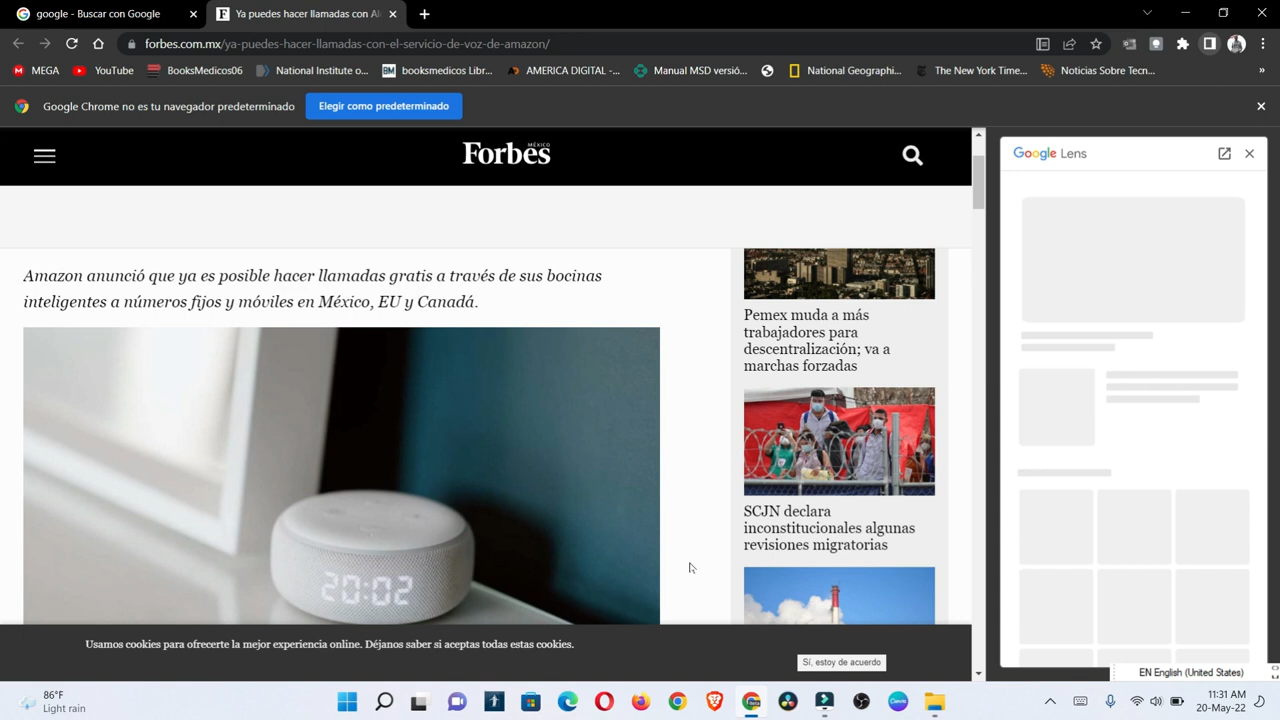 google - Buscar con Google
Ya puedes hacer llamadas con Al
forbes.com.mx/ya-puedes-hacer-llamadas-con-el-servicio-de-voz-de-amazon/
MEGA
YouTube
BooksMedicos06
National Institute o...
booksmedicos Libr...
AMERICA DIGITAL -...
Manual MSD versió...
National Geographi...
The New York Time...
Noticias Sobre Tecn...
»
Google Chrome no es tu navegador predeterminado
Elegir como predeterminado
Forbes
MÉXICO
Google Lens
Amazon anunció que ya es posible hacer llamadas gratis a través de sus bocinas
inteligentes a números fijos y móviles en México, EU y Canadá.
20:02
Pemex muda a más
trabajadores para
descentralización; va a
marchas forzadas
SCJN declara
inconstitucionales algunas
revisiones migratorias
Usamos cookies para ofrecerte la mejor experiencia online. Déjanos saber si aceptas todas estas cookies.
Sí, estoy de acuerdo
EN English (United States)
86°F
Light rain
11:31 AM
20-May-22